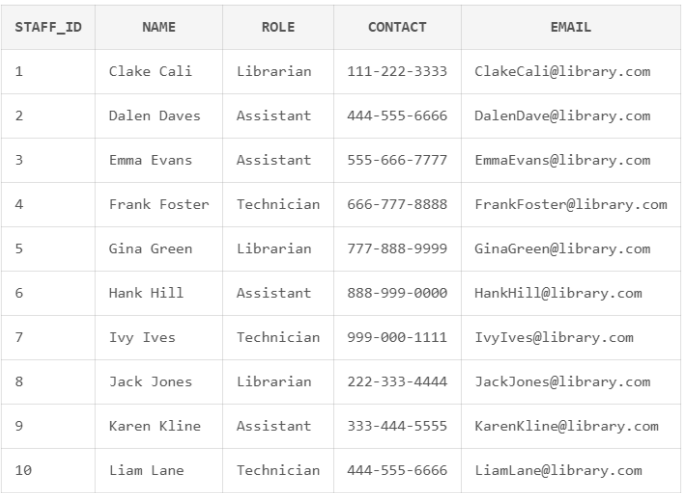 STAFF_ID NAME ROLE CONTACT EMAIL
1 Clake Cali Librarian 111-222-3333 ClakeCali@library.com
2 Dalen Daves Assistant 444-555-6666 DalenDave@library.com
3 Emma Evans Assistant 555-666-7777 EmmaEvans@library.com
4 Frank Foster Technician 666-777-8888 FrankFoster@library.com
5 Gina Green Librarian 777-888-9999 GinaGreen@library.com
6 Hank Hill Assistant 888-999-0000 HankHill@library.com
7 Ivy Ives Technician 999-000-1111 IvyIves@library.com
8 Jack Jones Librarian 222-333-4444 JackJones@library.com
9 Karen Kline Assistant 333-444-5555 KarenKline@library.com
10 Liam Lane Technician 444-555-6666 LiamLane@library.com